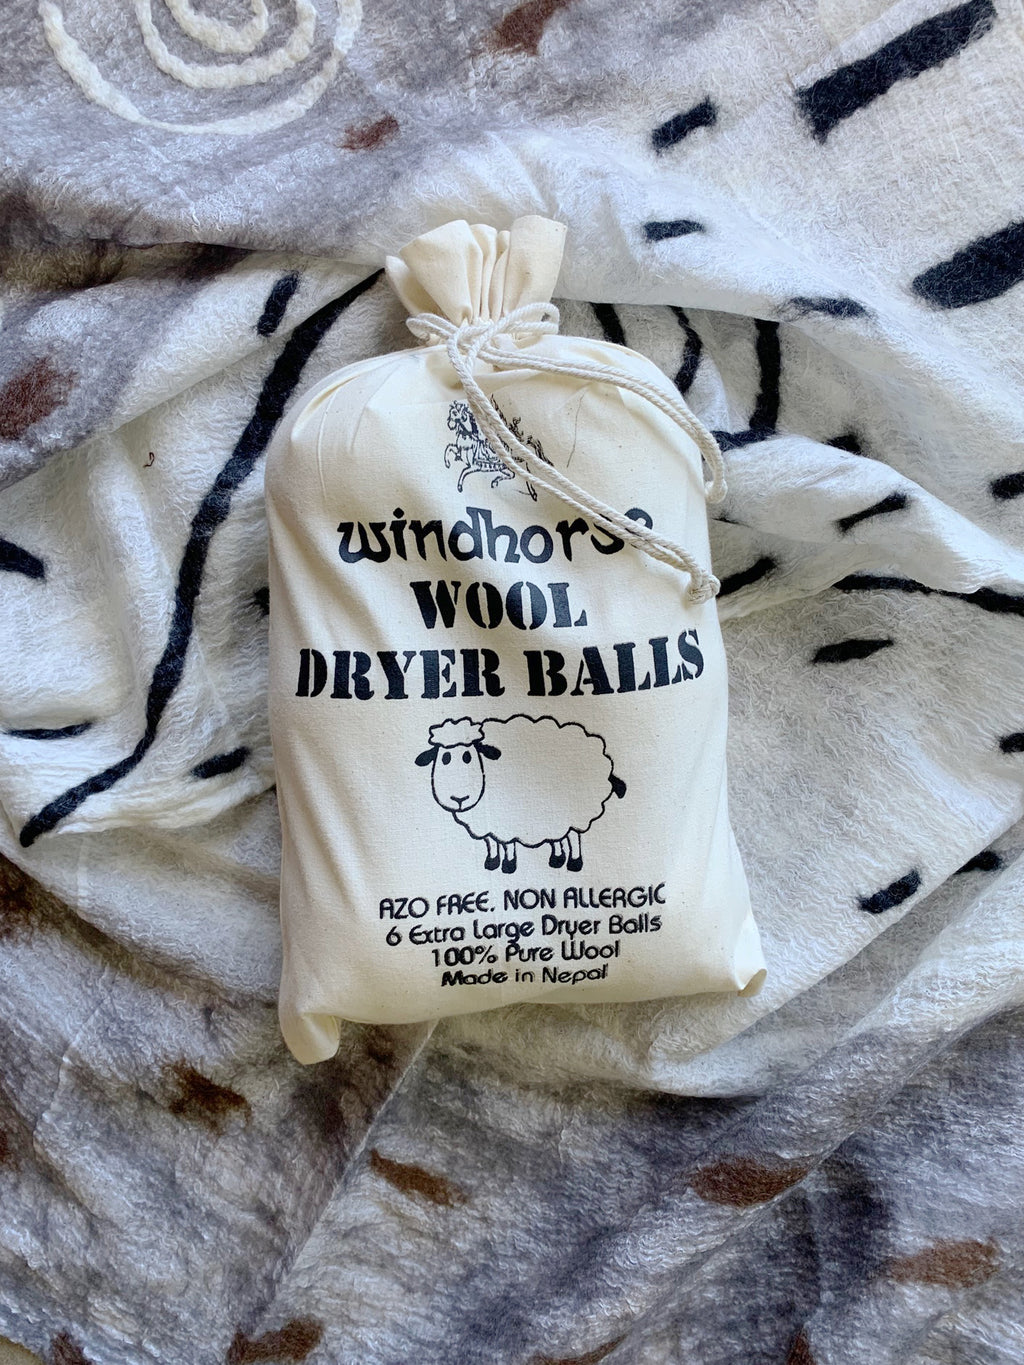 windhorse
WOOL
DRYER BALLS
AZO FREE. NON ALLERGIC
6 Extra Large Dryer Balls
100% Pure Wool
Made in Nepal